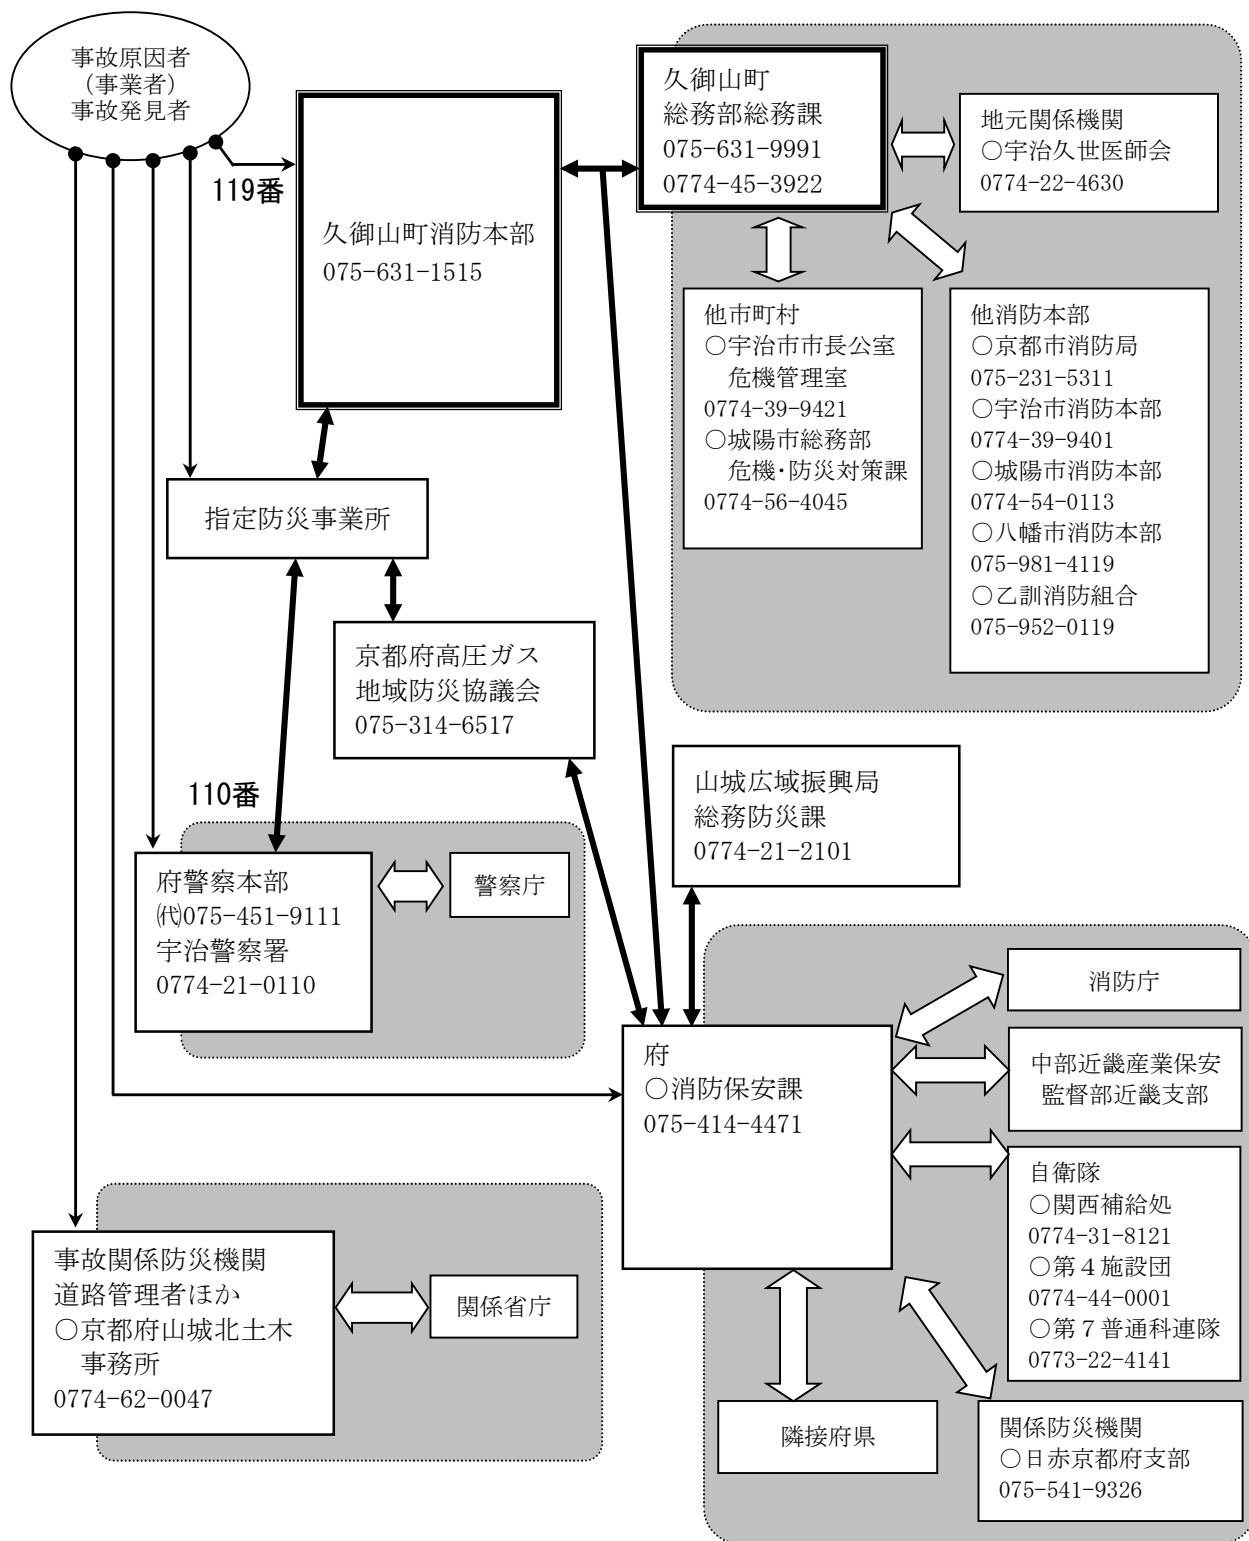 事故原因者
(事業者)
事故発見者
119番
久御山町消防本部
075-631-1515
久御山町
総務部総務課
075-631-9991
0774-45-3922
地元関係機関
○宇治久世医師会
0774-22-4630
他市町村
○宇治市市長公室
危機管理室
0774-39-9421
○城陽市総務部
危機・防災対策課
0774-56-4045
他消防本部
○京都市消防局
075-231-5311
○宇治市消防本部
0774-39-9401
○城陽市消防本部
0774-54-0113
○八幡市消防本部
075-981-4119
○乙訓消防組合
075-952-0119
指定防災事業所
京都府高圧ガス
地域防災協議会
075-314-6517
110番
府警察本部
㈹075-451-9111
宇治警察署
0774-21-0110
警察庁
山城広域振興局
総務防災課
0774-21-2101
府
○消防保安課
075-414-4471
消防庁
中部近畿産業保安
監督部近畿支部
自衛隊
○関西補給処
0774-31-8121
○第４施設団
0774-44-0001
○第７普通科連隊
0773-22-4141
事故関係防災機関
道路管理者ほか
○京都府山城北土木
事務所
0774-62-0047
関係省庁
隣接府県
関係防災機関
○日赤京都府支部
075-541-9326